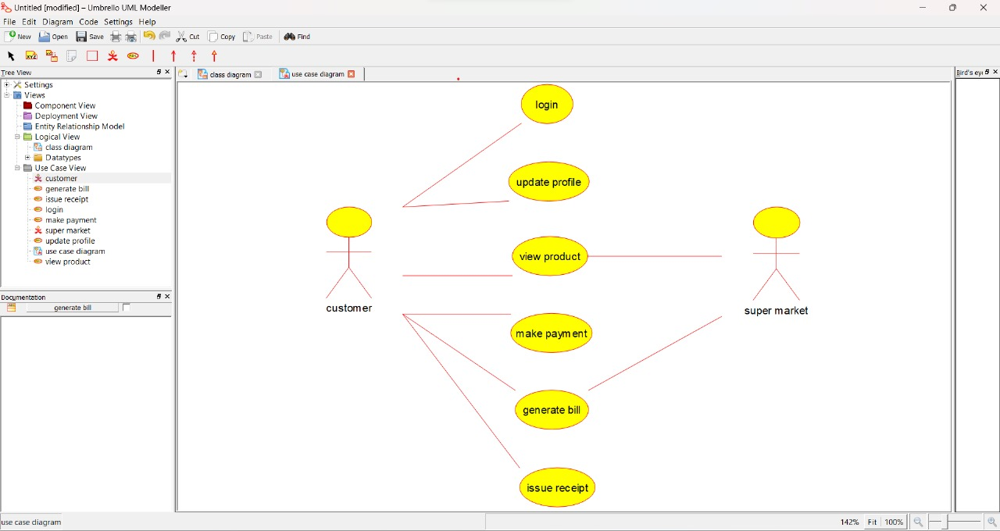 Untitled [modified] – Umbrello UML Modeller
File Edit Diagram Code Settings Help
New Open Save Cut Copy Paste Find
XYZ
Tree View
class diagram
use case diagram
Bird's eye
Settings
Views
Component View
Deployment View
Entity Relationship Model
Logical View
class diagram
Datatypes
Use Case View
customer
generate bill
issue receipt
login
make payment
super market
update profile
use case diagram
view product
Documentation
generate bill
login
update profile
view product
customer
super market
make payment
generate bill
issue receipt
use case diagram
142% Fit 100%